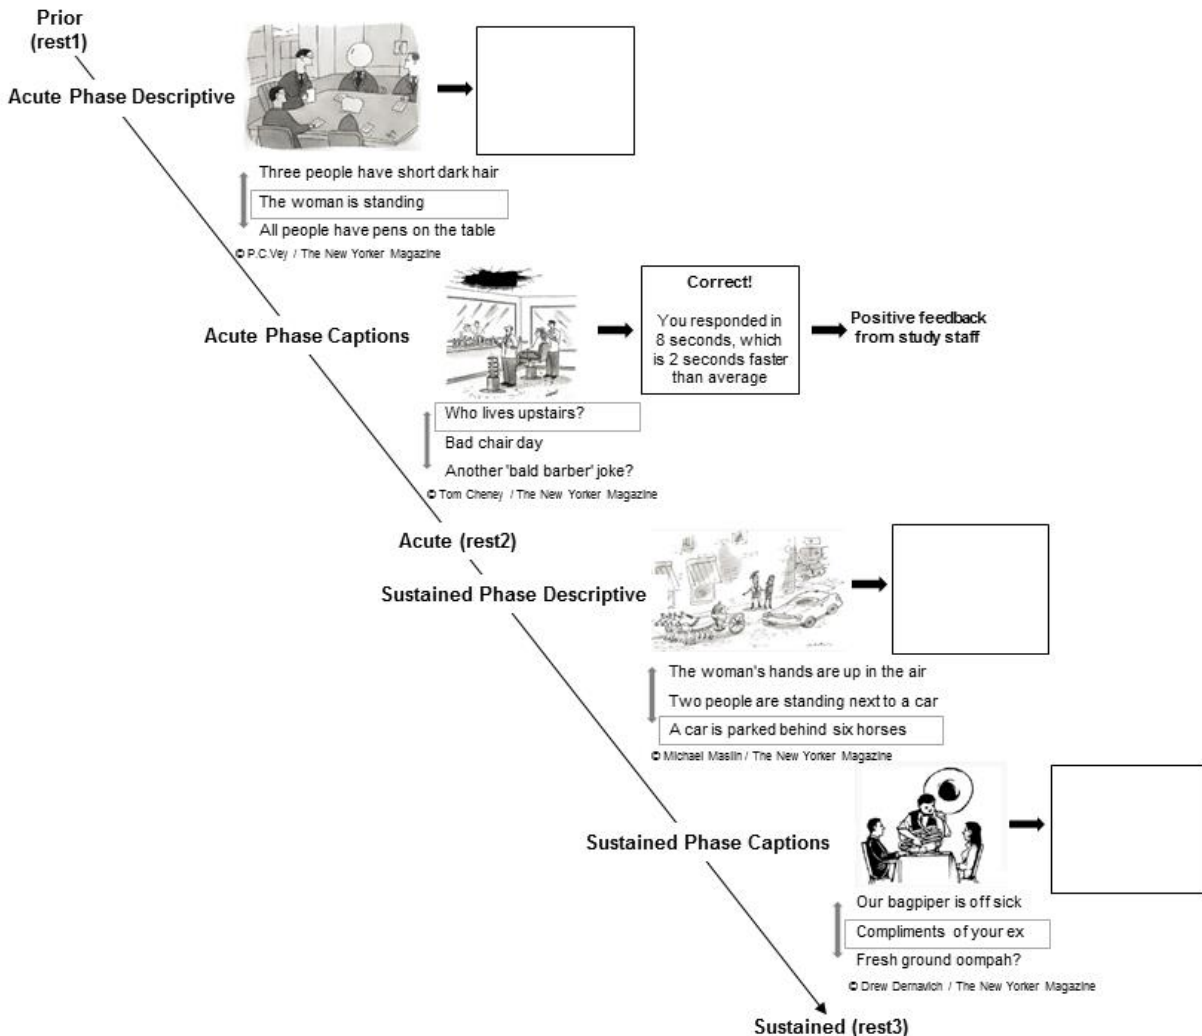 Prior
(rest1)
Acute Phase Descriptive
Three people have short dark hair
The woman is standing
All people have pens on the table
© P.C.Vey / The New Yorker Magazine
Acute Phase Captions
Correct!
You responded in
8 seconds, which
is 2 seconds faster
than average
Positive feedback
from study staff
Who lives upstairs?
Bad chair day
Another 'bald barber' joke?
© Tom Cheney / The New Yorker Magazine
Acute (rest2)
Sustained Phase Descriptive
The woman's hands are up in the air
Two people are standing next to a car
A car is parked behind six horses
© Michael Maslin / The New Yorker Magazine
Sustained Phase Captions
Our bagpiper is off sick
Compliments of your ex
Fresh ground oompah?
© Drew Dernavich / The New Yorker Magazine
Sustained (rest3)